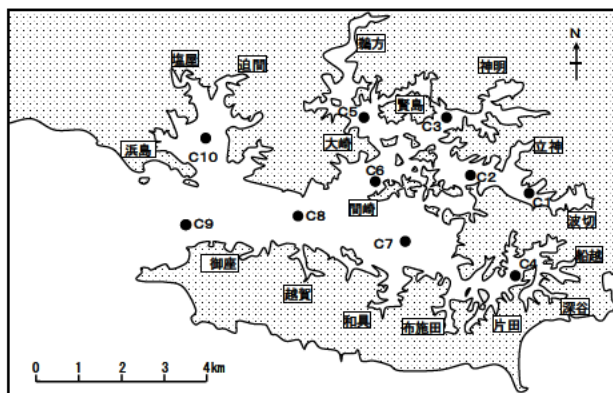 鵜方
N
塩屋
迫間
神明
賢島
C5
C3
大崎
立神
浜島
C10
C6
C2
C1
間崎
波切
C8
C9
C7
船越
C4
御座
越賀
深谷
和具
布施田
片田
0 1 2 3 4km